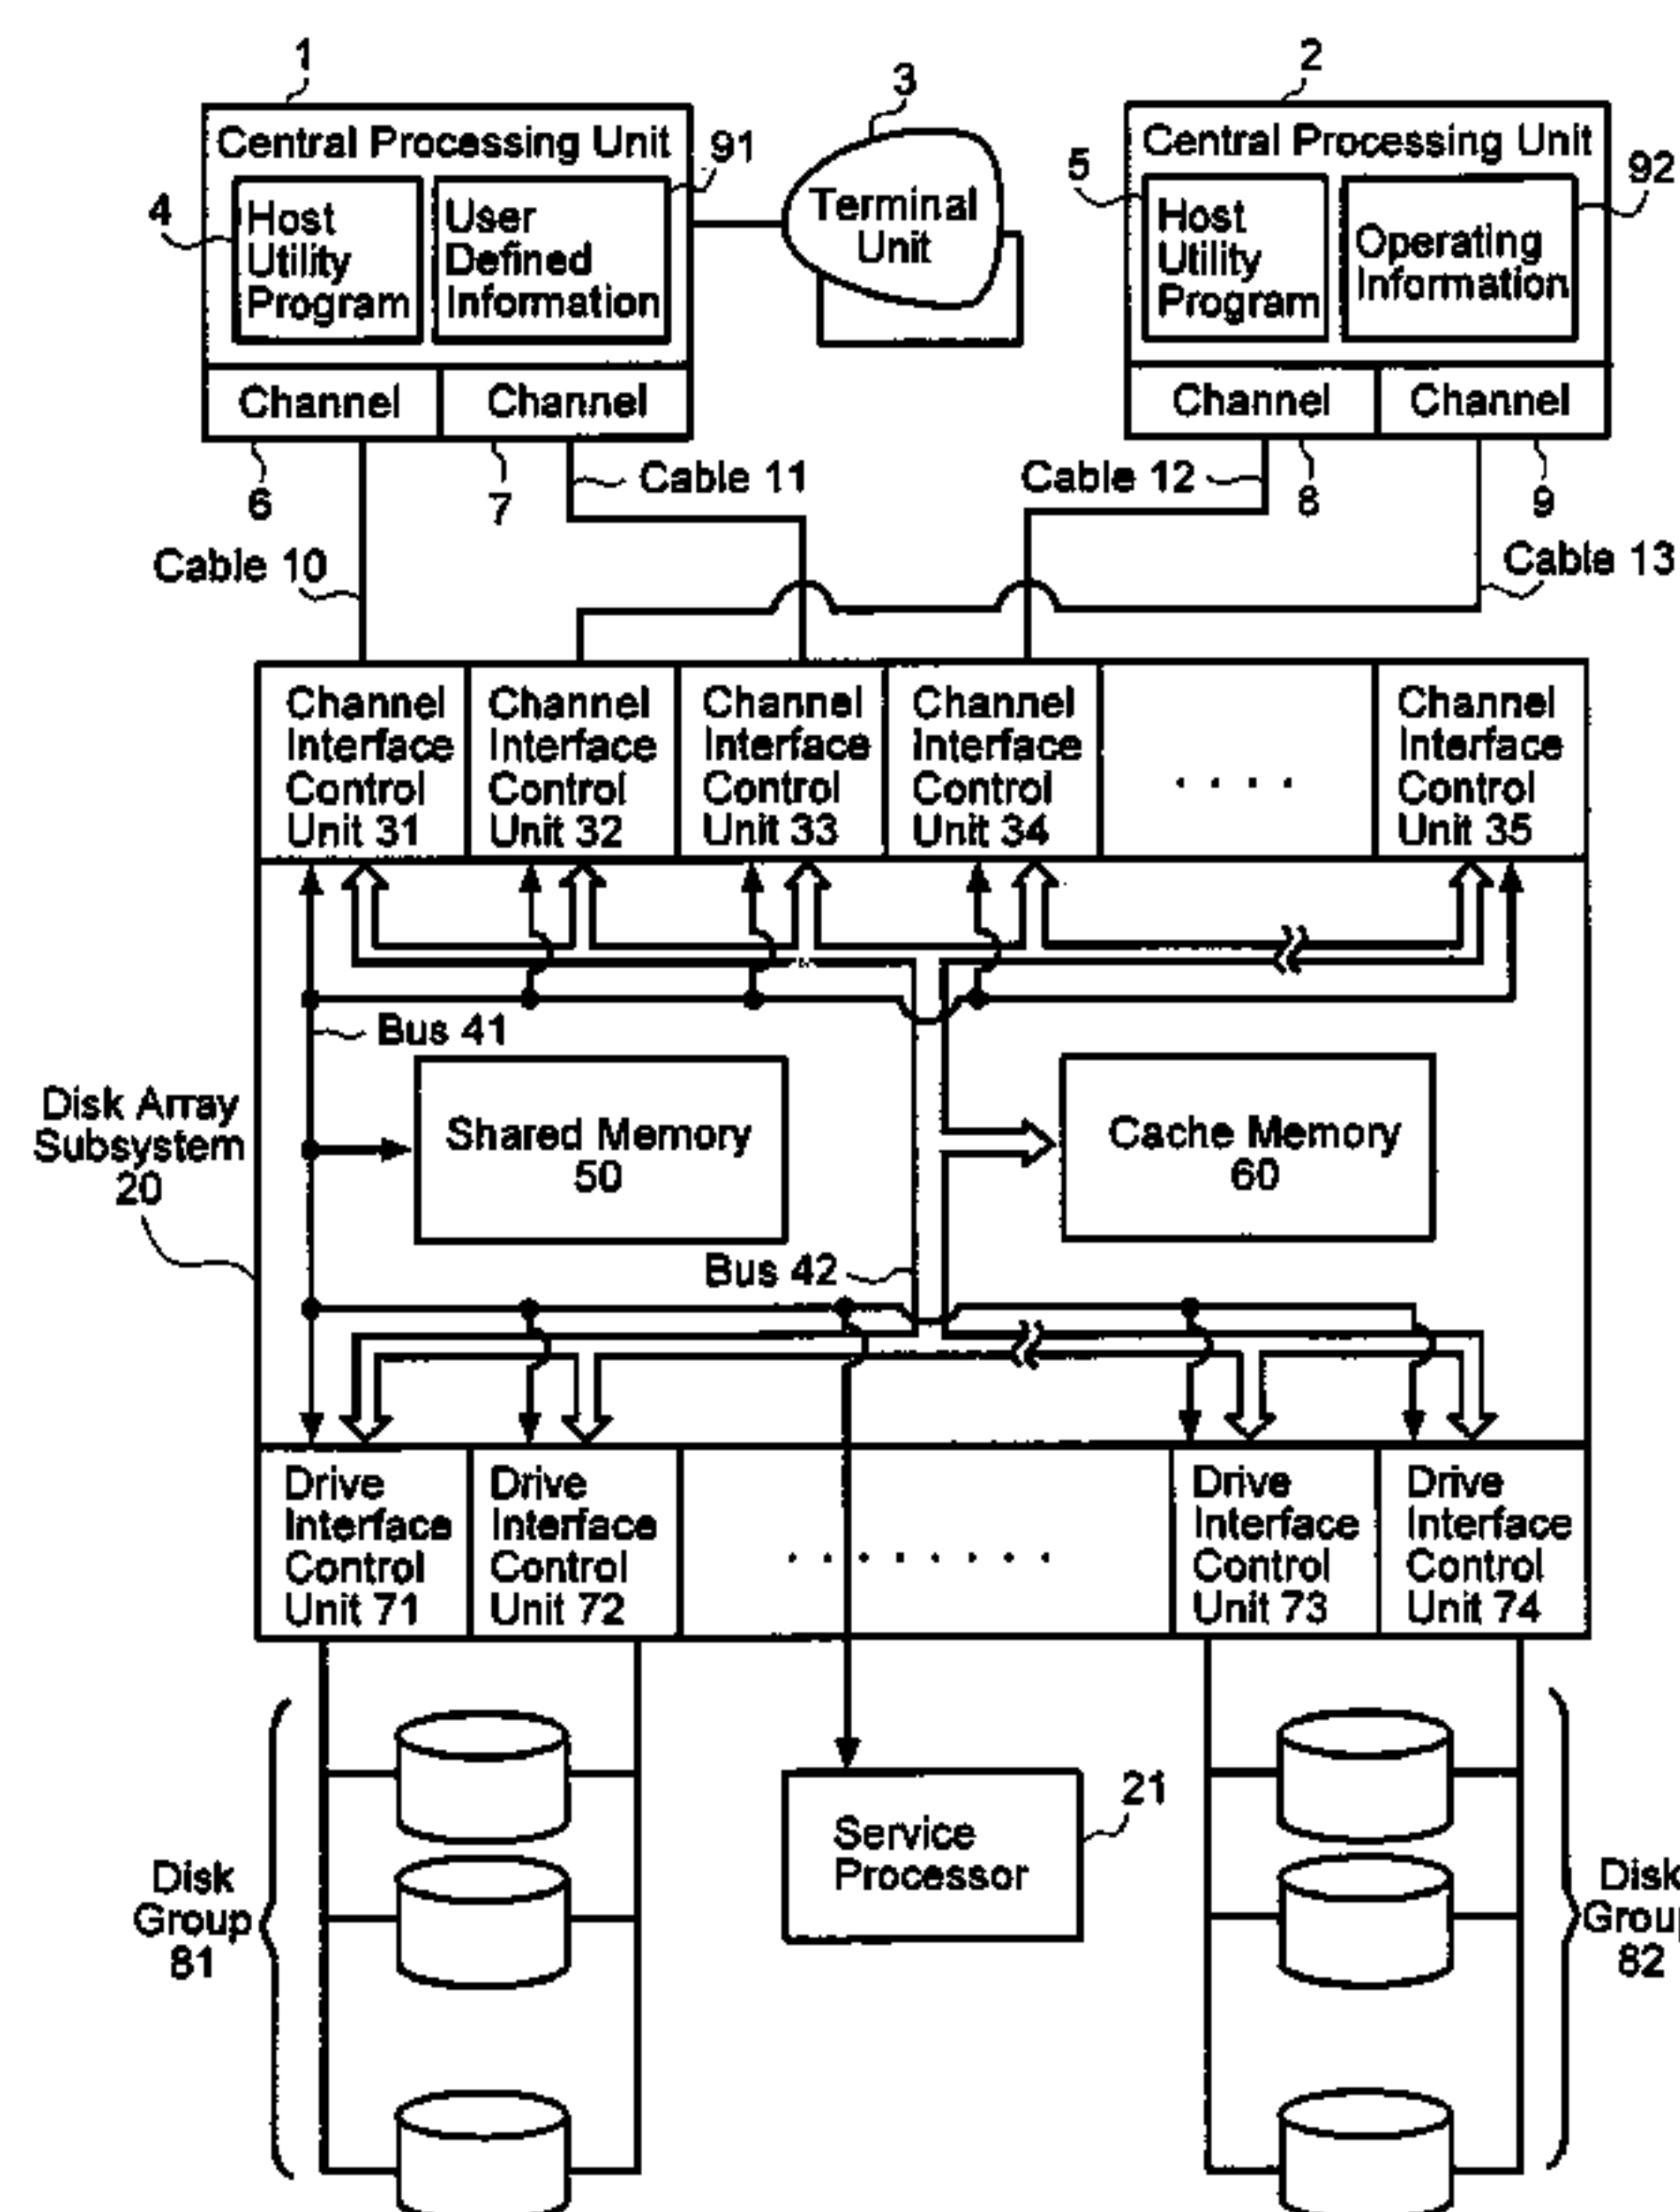 1
2
3
Central Processing Unit
91
Central Processing Unit
5
92
4
Host
Utility
Program
User
Defined
Information
Terminal
Unit
Host
Utility
Program
Operating
Information
Channel
Channel
Channel
Channel
6
7
Cable 11
Cable 12
8
9
Cable 10
Cable 13
Channel
Interface
Control
Unit 31
Channel
Interface
Control
Unit 32
Channel
Interface
Control
Unit 33
Channel
Interface
Control
Unit 34
. . . .
Channel
Interface
Control
Unit 35
Bus 41
Disk Array
Subsystem
20
Shared Memory
50
Cache Memory
60
Bus 42
Drive
Interface
Control
Unit 71
Drive
Interface
Control
Unit 72
. . . . . . . .
Drive
Interface
Control
Unit 73
Drive
Interface
Control
Unit 74
Disk
Group
81
Service
Processor
21
Disk
Group
82